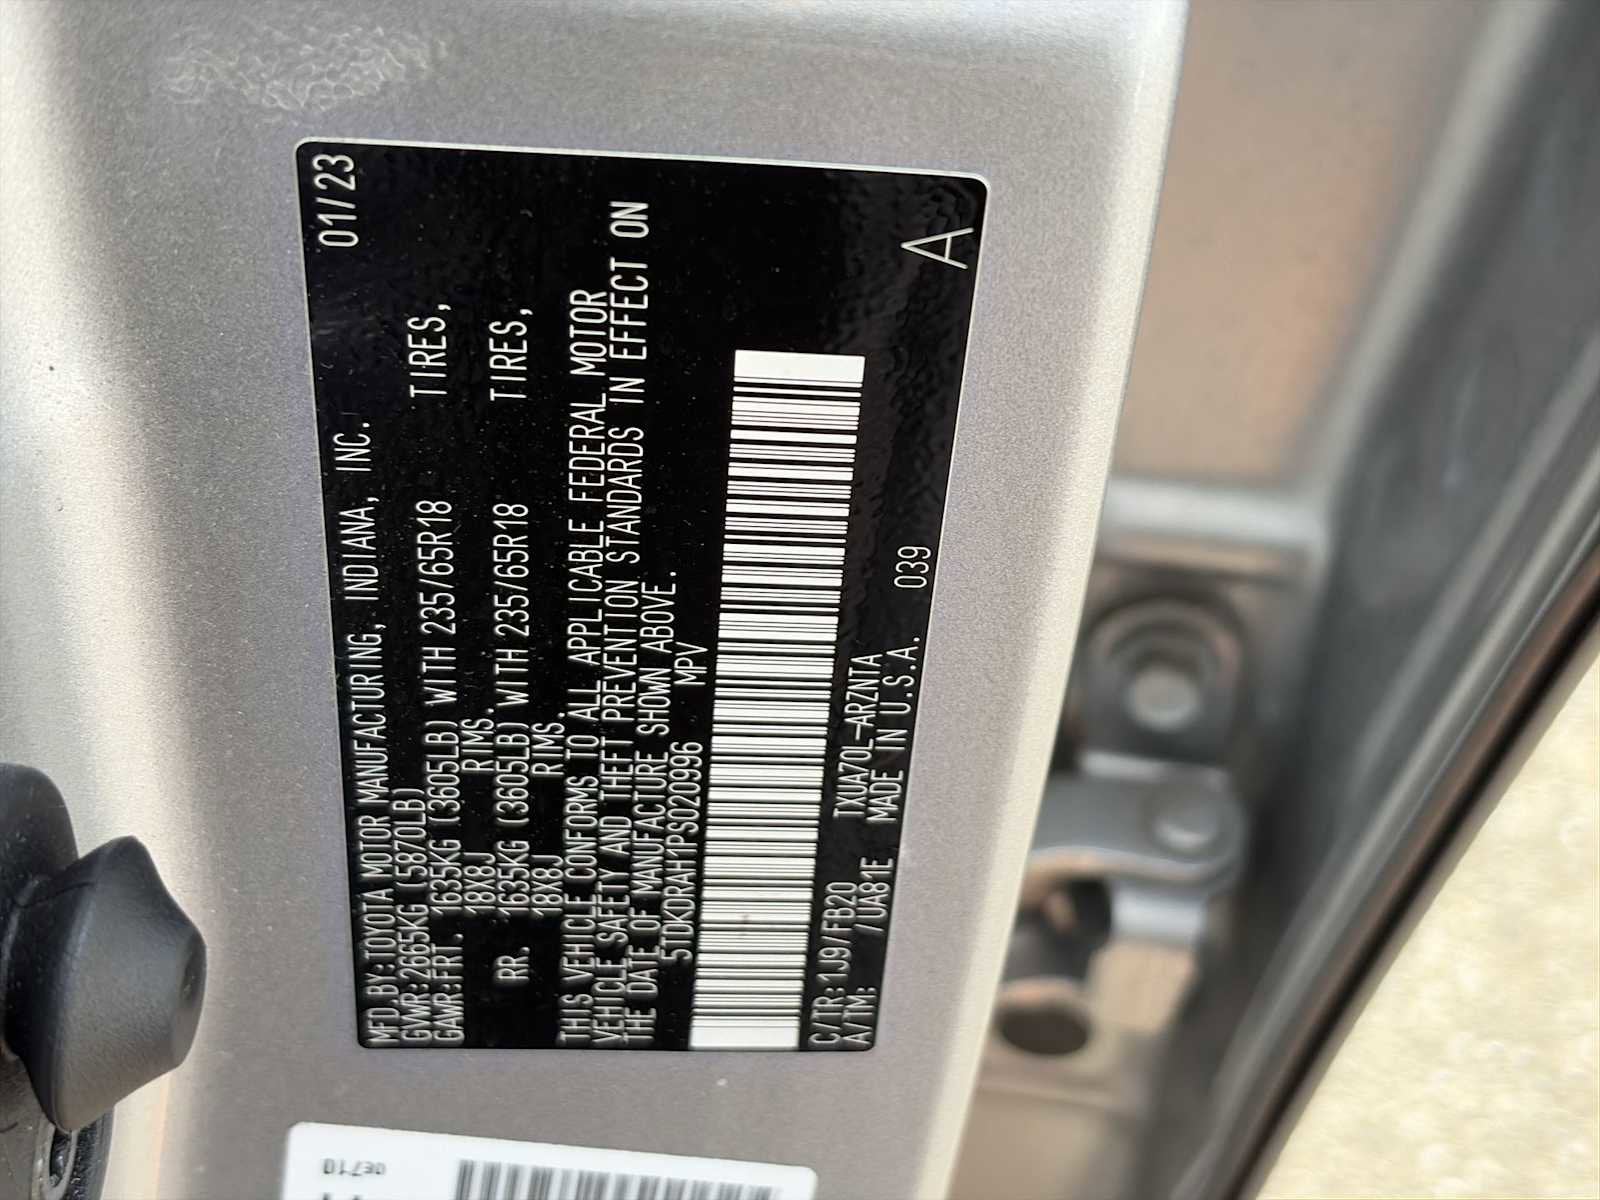 MFD.BY:TOYOTA MOTOR MANUFACTURING, INDIANA, INC. 01/23
GVWR:2665KG (5870LB)
GAWR:FRT. 1635KG (3605LB) WITH 235/65R18 TIRES,
18X8J RIMS.
RR. 1635KG (3605LB) WITH 235/65R18 TIRES,
18X8J RIMS.
THIS VEHICLE CONFORMS TO ALL APPLICABLE FEDERAL MOTOR
VEHICLE SAFETY AND THEFT PREVENTION STANDARDS IN EFFECT ON
THE DATE OF MANUFACTURE SHOWN ABOVE.
5TDKDRAH1PS020996 MPV
C/TR:1J9/FB20 TXUA70L-ARZNTA 039 A
A/TM: /UA81E MADE IN U.S.A.
0E710